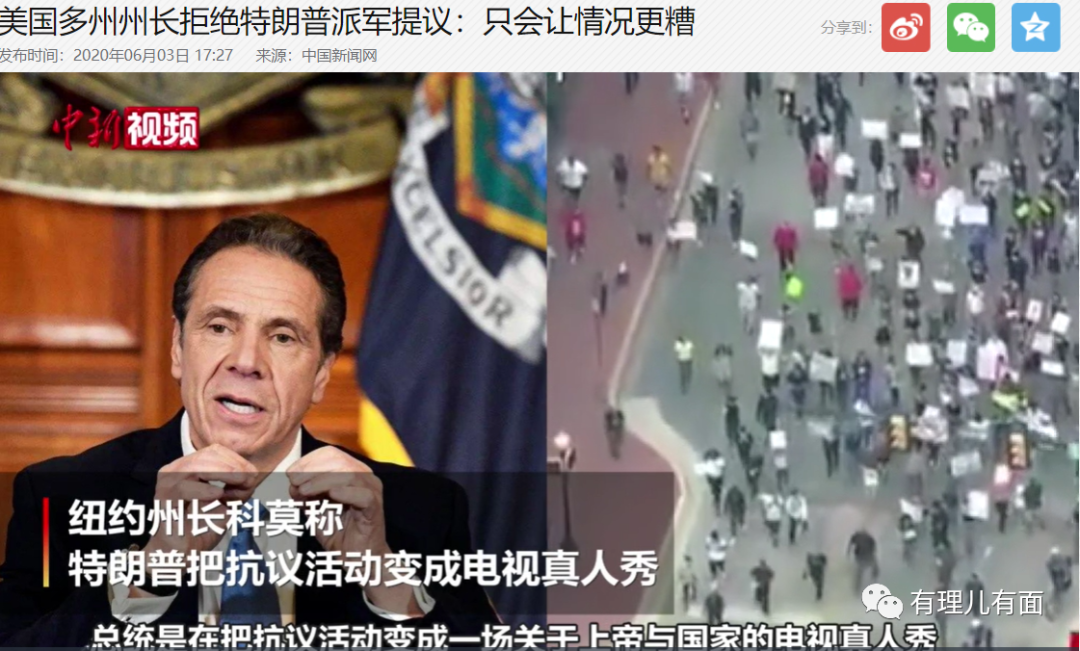 美国多州州长拒绝特朗普派军提议：只会让情况更糟
分享到：
发布时间：2020年06月03日 17:27 来源：中国新闻网
中新视频
EXCELSIOR
纽约州长科莫称
特朗普把抗议活动变成电视真人秀
有理儿有面
总统是在把抗议活动变成一场关于上帝与国家的电视真人秀